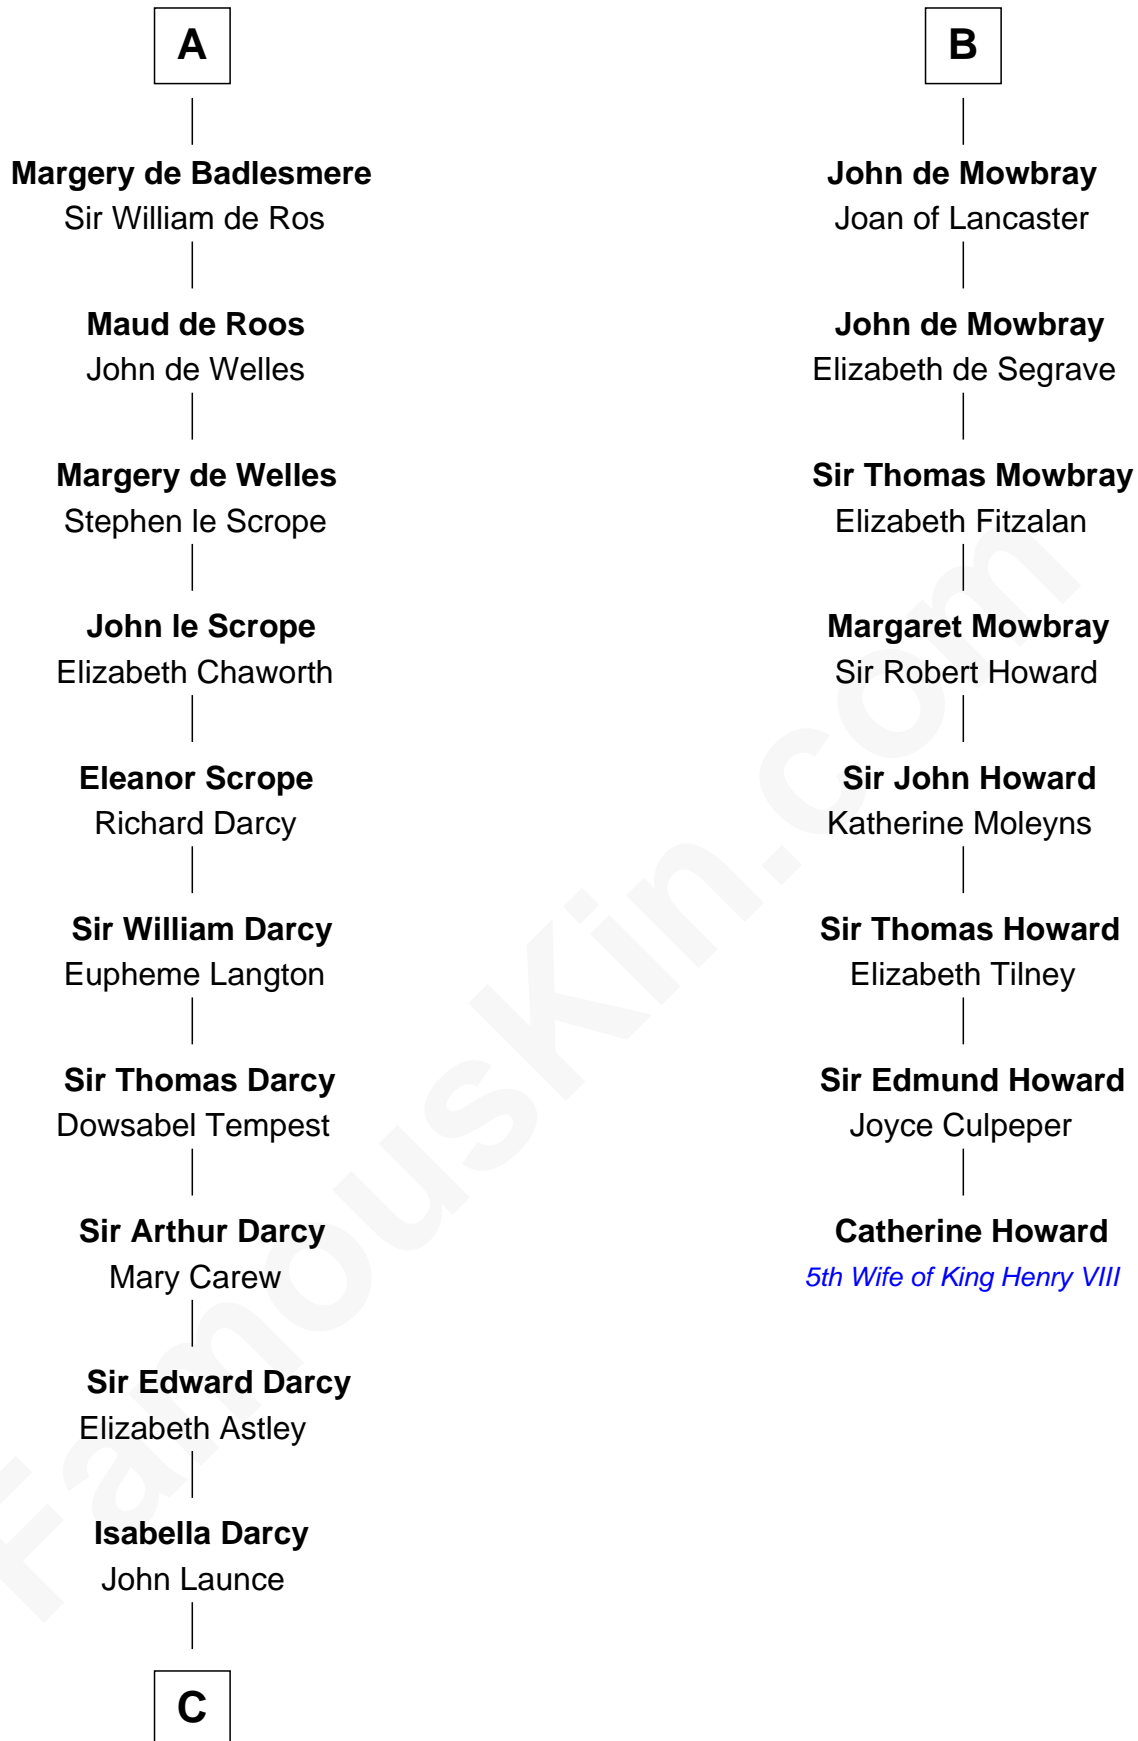 A
Margery de Badlesmere
Sir William de Ros
Maud de Roos
John de Welles
Margery de Welles
Stephen le Scrope
John le Scrope
Elizabeth Chaworth
Eleanor Scrope
Richard Darcy
Sir William Darcy
Eupheme Langton
Sir Thomas Darcy
Dowsabel Tempest
Sir Arthur Darcy
Mary Carew
Sir Edward Darcy
Elizabeth Astley
Isabella Darcy
John Launce
C
B
John de Mowbray
Joan of Lancaster
John de Mowbray
Elizabeth de Segrave
Sir Thomas Mowbray
Elizabeth Fitzalan
Margaret Mowbray
Sir Robert Howard
Sir John Howard
Katherine Moleyns
Sir Thomas Howard
Elizabeth Tilney
Sir Edmund Howard
Joyce Culpeper
Catherine Howard
5th Wife of King Henry VIII
FamousKin.com